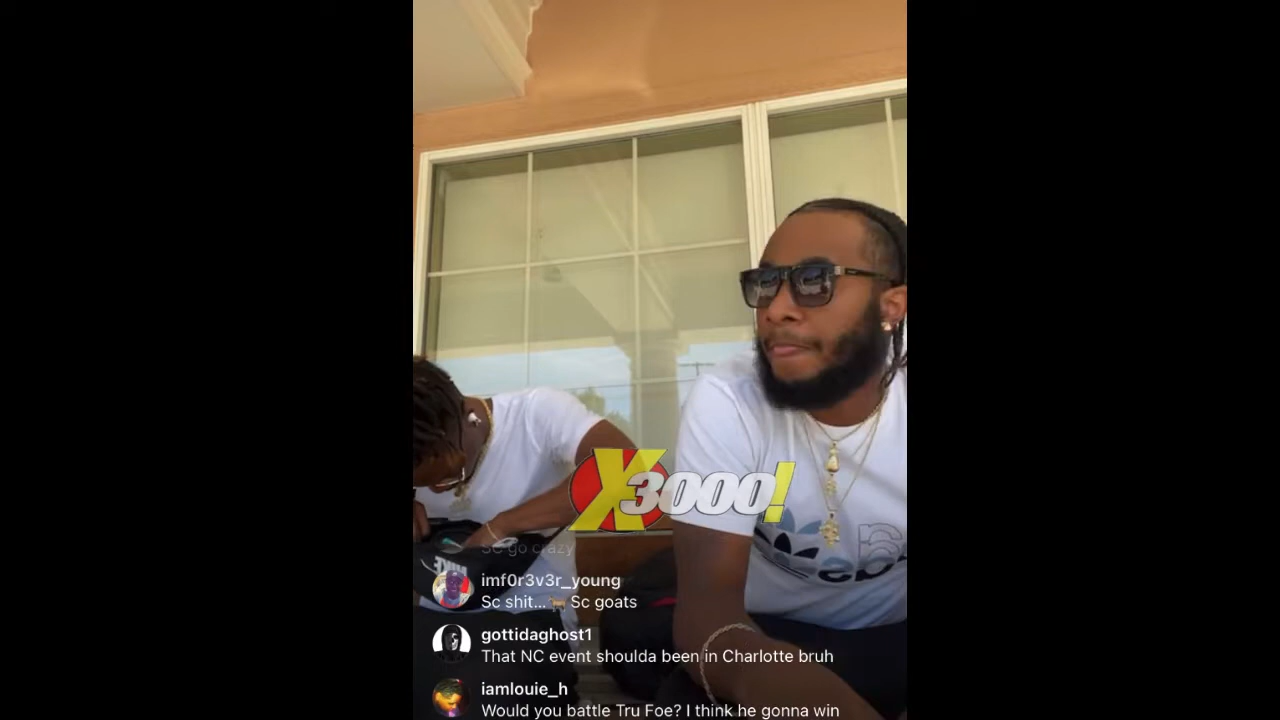 X3000!
NIKE
Sc go crazy
imf0r3v3r_young
Sc shit...🐐 Sc goats
gottidaghost1
That NC event shoulda been in Charlotte bruh
iamlouie_h
Would you battle Tru Foe? I think he gonna win